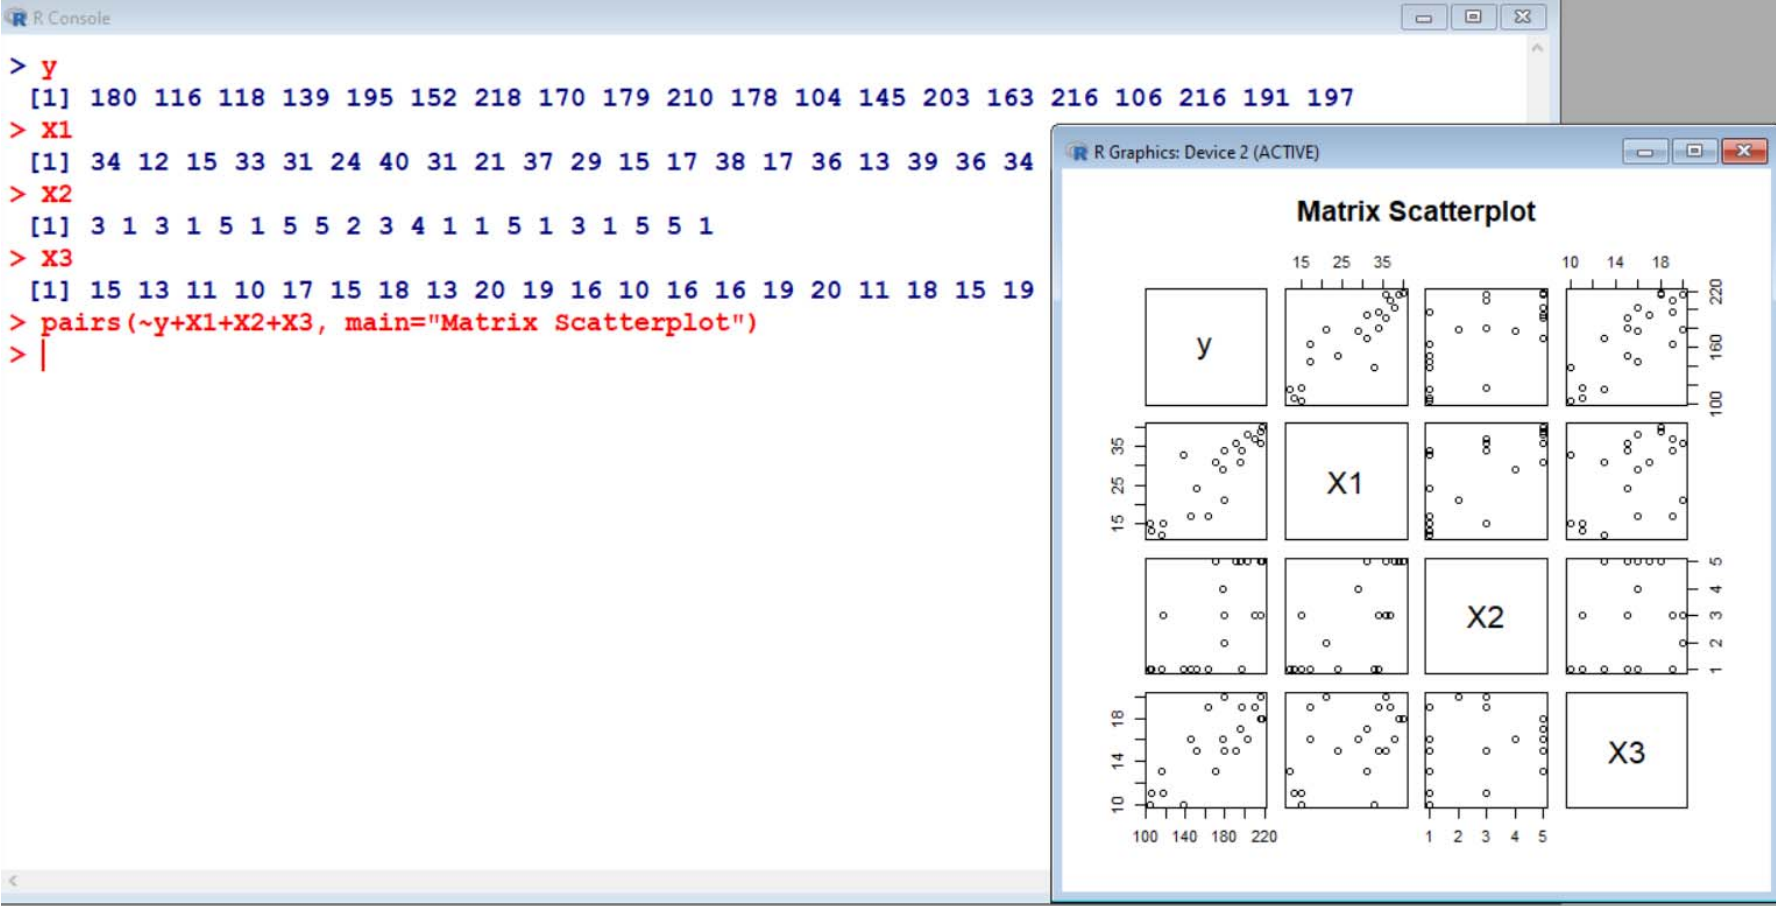 R Console
> y
[1] 180 116 118 139 195 152 218 170 179 210 178 104 145 203 163 216 106 216 191 197
> X1
[1] 34 12 15 33 31 24 40 31 21 37 29 15 17 38 17 36 13 39 36 34
> X2
[1] 3 1 3 1 5 1 5 5 2 3 4 1 1 5 1 3 1 5 5 1
> X3
[1] 15 13 11 10 17 15 18 13 20 19 16 10 16 16 19 20 11 18 15 19
> pairs(~y+X1+X2+X3, main="Matrix Scatterplot")
>
R Graphics: Device 2 (ACTIVE)
Matrix Scatterplot
15 25 35
10 14 18
y
100 160 220
15 25 35
X1
X2
1 2 3 4 5
10 14 18
X3
100 140 180 220
1 2 3 4 5